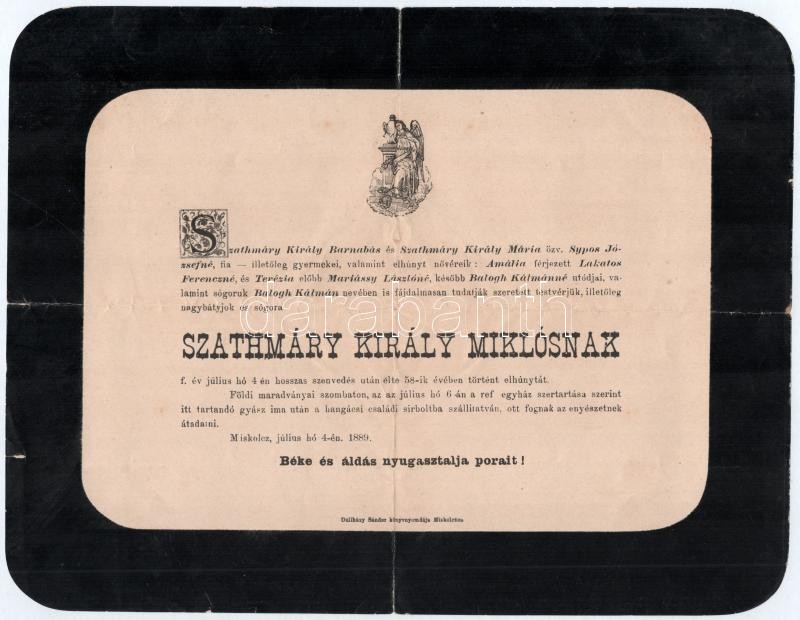 Szathmáry Király Barnabás és Szathmáry Király Mária özv. Sypos Jó-
zsefné, fia — illetőleg gyermekei, valamint elhúnyt nővéreik: Amália férjezett Lakatos
Ferenczné, és Terézia előbb Mariássy Lászlóné, később Balogh Kálmánné utódjai, va-
lamint sógoruk Balogh Kálmán nevében is fájdalmasan tudatják szeretett testvérjük, illetőleg
nagybátyjok és sógora
SZATHMÁRY KIRÁLY MIKLÓSNAK
f. év július hó 4-én hosszas szenvedés után élte 58-ik évében történt elhúnytát.
Földi maradványai szombaton, az az július hó 6-án a ref egyház szertartása szerint
itt tartandó gyász ima után a hangácsi családi sirboltba szállitatván, ott fognak az enyészetnek
átadatni.
Miskolcz, július hó 4-én. 1889.
Béke és áldás nyugasztalja porait!
Dulbházy Sándor könyvnyomdája Miskolczon
darabanth